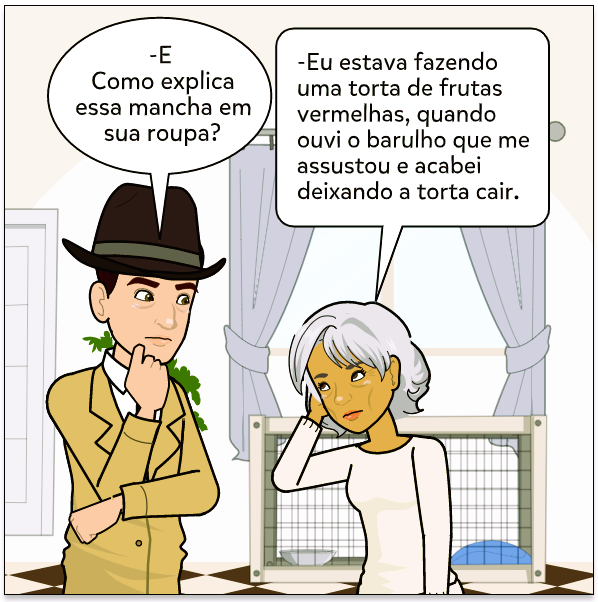 -E
Como explica
essa mancha em
sua roupa?
-Eu estava fazendo
uma torta de frutas
vermelhas, quando
ouvi o barulho que me
assustou e acabei
deixando a torta cair.